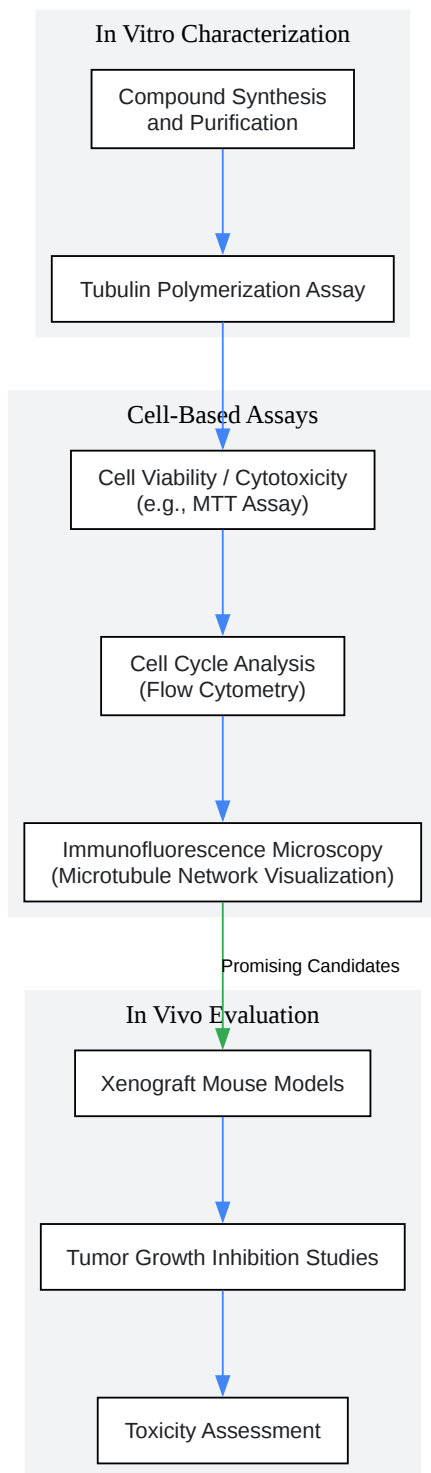 In Vitro Characterization
Compound Synthesis
and Purification
Tubulin Polymerization Assay
Cell-Based Assays
Cell Viability / Cytotoxicity
(e.g., MTT Assay)
Cell Cycle Analysis
(Flow Cytometry)
Immunofluorescence Microscopy
(Microtubule Network Visualization)
Promising Candidates
In Vivo Evaluation
Xenograft Mouse Models
Tumor Growth Inhibition Studies
Toxicity Assessment